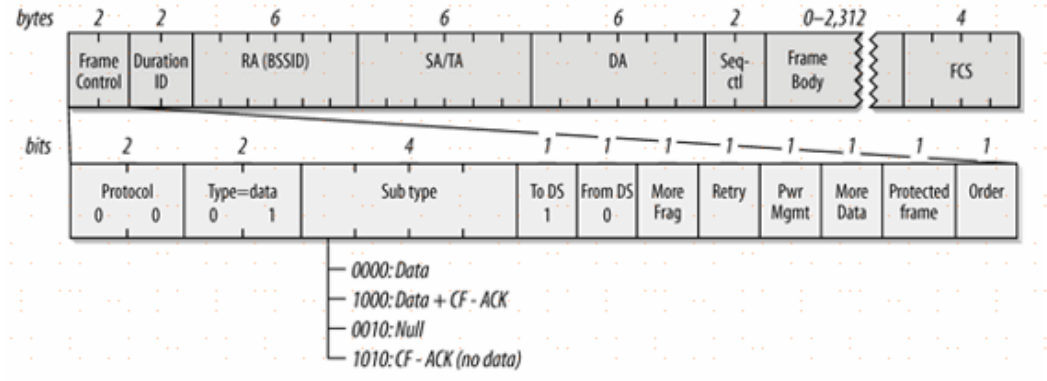 bytes 2 2 6 6 6 2 0–2,312 4
Frame Control Duration ID RA (BSSID) SA/TA DA Seq-ctl Frame Body FCS
bits 2 2 4 1 1 1 1 1 1 1 1
Protocol Type=data Sub type To DS From DS More Frag Retry Pwr Mgmt More Data Protected frame Order
0 0 0 1 1 0
0000: Data
1000: Data + CF - ACK
0010: Null
1010: CF - ACK (no data)